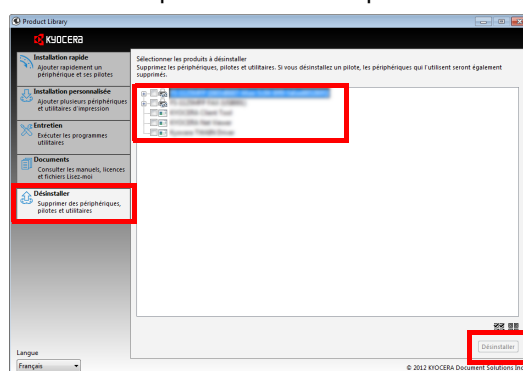 Product Library
KYOCERA
Installation rapide
Ajouter rapidement un
périphérique et ses pilotes
Installation personnalisée
Ajouter plusieurs périphériques
et utilitaires d'impression
Entretien
Exécuter les programmes
utilitaires
Documents
Consulter les manuels, licences
et fichiers Lisez-moi
Désinstaller
Supprimer des périphériques,
pilotes et utilitaires
Langue
Français
Sélectionner les produits à désinstaller
Supprimez les périphériques, pilotes et utilitaires. Si vous désinstallez un pilote, les périphériques qui l'utilisent seront également
supprimés.
Désinstaller
© 2012 KYOCERA Document Solutions Inc